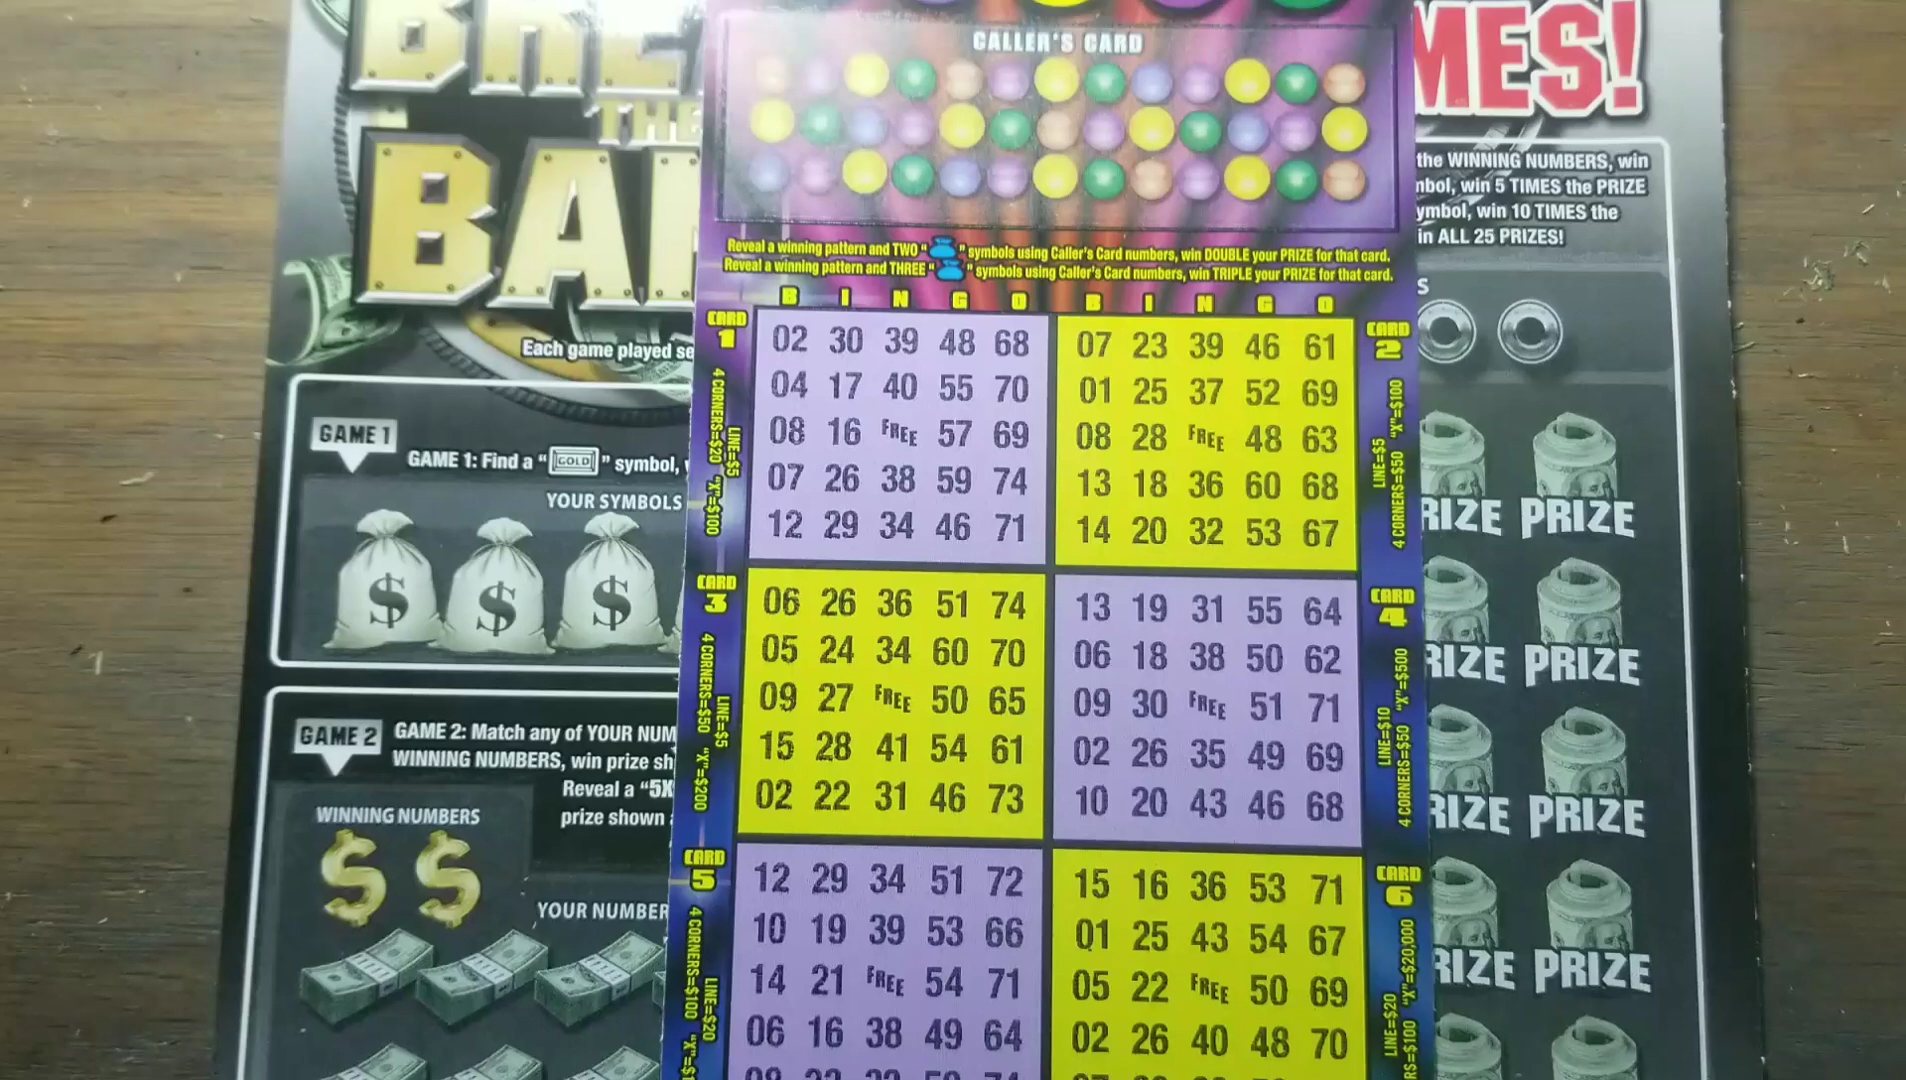 THE
BAN
Each game played se
GAME 1
GAME 1: Find a "GOLD" symbol,
YOUR SYMBOLS
$ $ $
GAME 2
GAME 2: Match any of YOUR NUM
WINNING NUMBERS, win prize sh
Reveal a "5X
prize shown
WINNING NUMBERS
$ $
YOUR NUMBER
CALLER'S CARD
Reveal a winning pattern and TWO " " symbols using Caller's Card numbers, win DOUBLE your PRIZE for that card.
Reveal a winning pattern and THREE " " symbols using Caller's Card numbers, win TRIPLE your PRIZE for that card.
B I N G O B I N G O
CARD 1
LINE=$5
4 CORNERS=$20 "X"=$100
02 30 39 48 68
04 17 40 55 70
08 16 FREE 57 69
07 26 38 59 74
12 29 34 46 71
CARD 2
LINE=$5 "X"=$100
4 CORNERS=$50
07 23 39 46 61
01 25 37 52 69
08 28 FREE 48 63
13 18 36 60 68
14 20 32 53 67
CARD 3
LINE=$5
4 CORNERS=$50 "X"=$200
06 26 36 51 74
05 24 34 60 70
09 27 FREE 50 65
15 28 41 54 61
02 22 31 46 73
CARD 4
LINE=$10
4 CORNERS=$50 "X"=$500
13 19 31 55 64
06 18 38 50 62
09 30 FREE 51 71
02 26 35 49 69
10 20 43 46 68
CARD 5
LINE=$20
4 CORNERS=$100
12 29 34 51 72
10 19 39 53 66
14 21 FREE 54 71
06 16 38 49 64
CARD 6
LINE=$20 "X"=$20,000
RS=$100
15 16 36 53 71
01 25 43 54 67
05 22 FREE 50 69
02 26 40 48 70
MES!
the WINNING NUMBERS, win
nbol, win 5 TIMES the PRIZE
ymbol, win 10 TIMES the
in ALL 25 PRIZES!
S
RIZE PRIZE
RIZE PRIZE
RIZE PRIZE
RIZE PRIZE